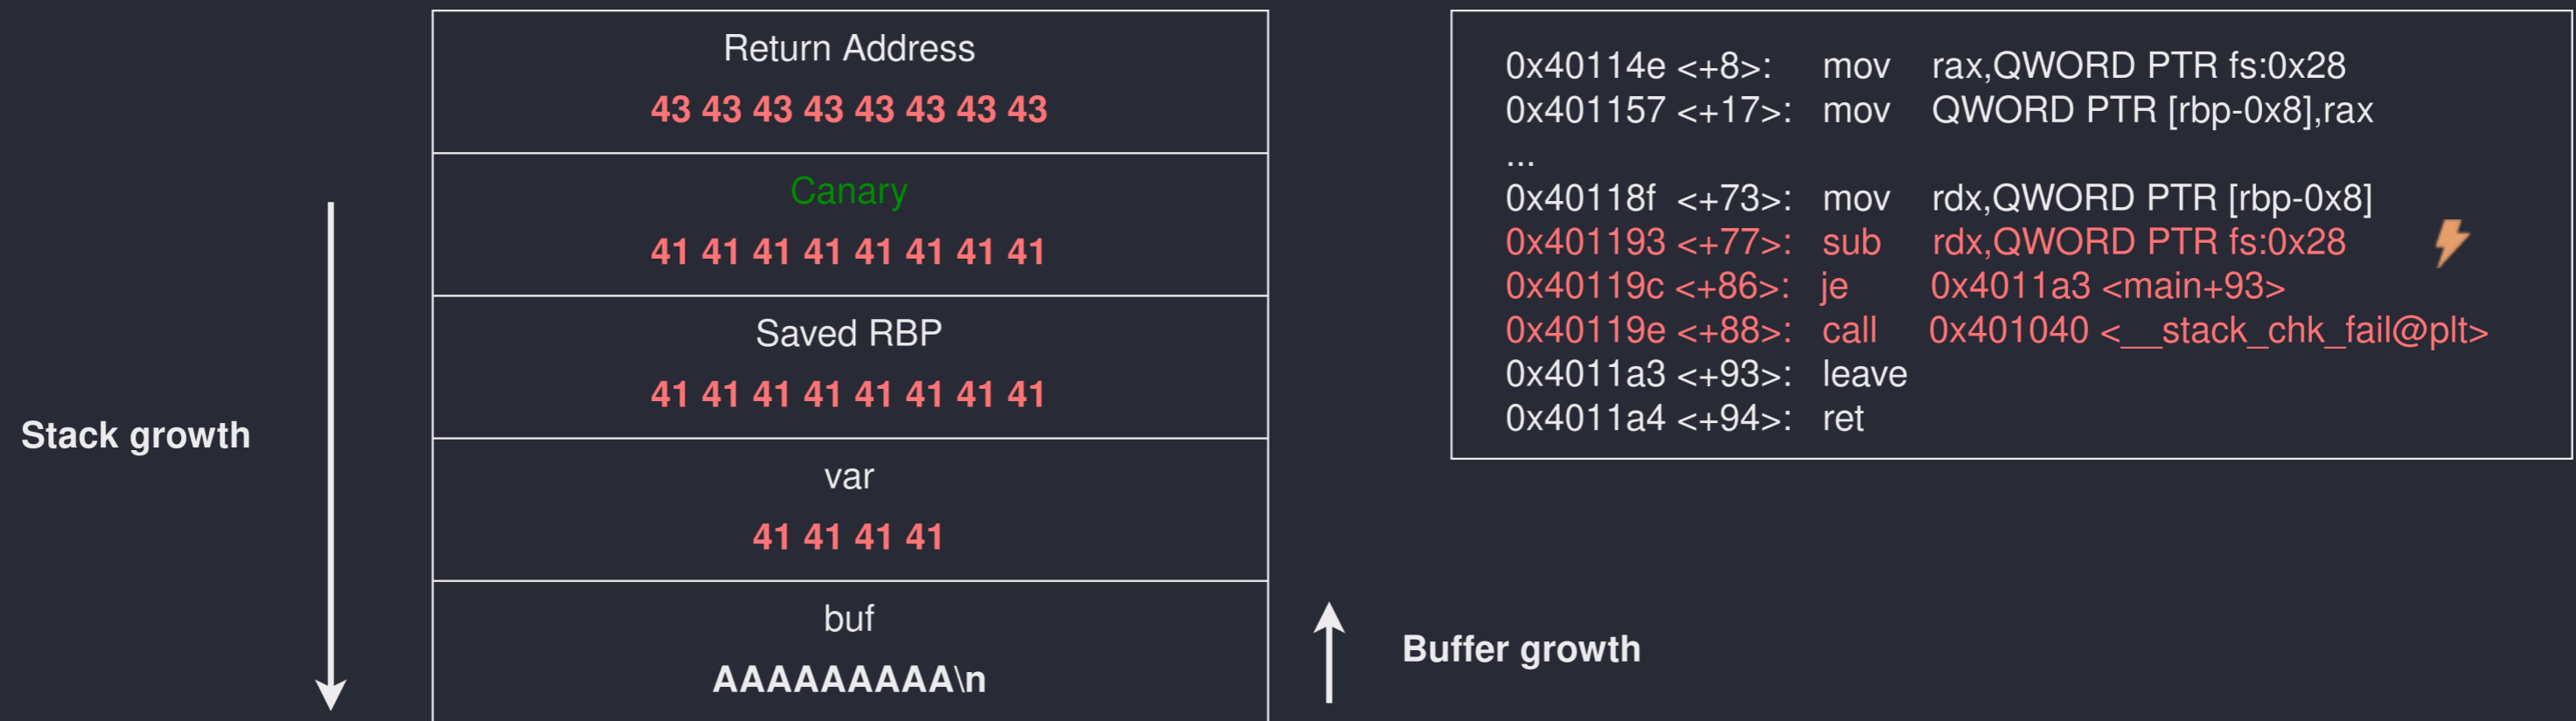 Return Address
43 43 43 43 43 43 43 43
Canary
41 41 41 41 41 41 41 41
Saved RBP
41 41 41 41 41 41 41 41
var
41 41 41 41
buf
AAAAAAAAA\n
Stack growth
Buffer growth
0x40114e <+8>: mov rax,QWORD PTR fs:0x28
0x401157 <+17>: mov QWORD PTR [rbp-0x8],rax
...
0x40118f <+73>: mov rdx,QWORD PTR [rbp-0x8]
0x401193 <+77>: sub rdx,QWORD PTR fs:0x28
0x40119c <+86>: je 0x4011a3 <main+93>
0x40119e <+88>: call 0x401040 <__stack_chk_fail@plt>
0x4011a3 <+93>: leave
0x4011a4 <+94>: ret